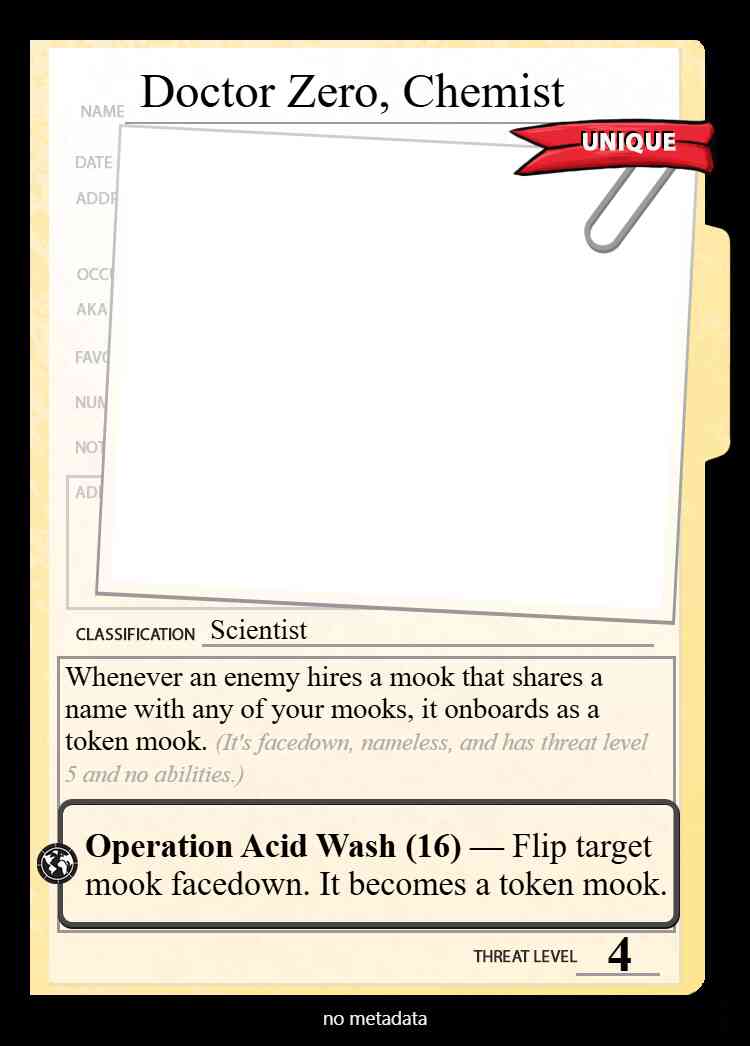 Doctor Zero, Chemist
NAME
UNIQUE
DATE
ADDR
OCCU
AKA
FAVO
NUM
NOT
ADD
CLASSIFICATION Scientist
Whenever an enemy hires a mook that shares a
name with any of your mooks, it onboards as a
token mook. (It's facedown, nameless, and has threat level
5 and no abilities.)
Operation Acid Wash (16) — Flip target
mook facedown. It becomes a token mook.
THREAT LEVEL 4
no metadata